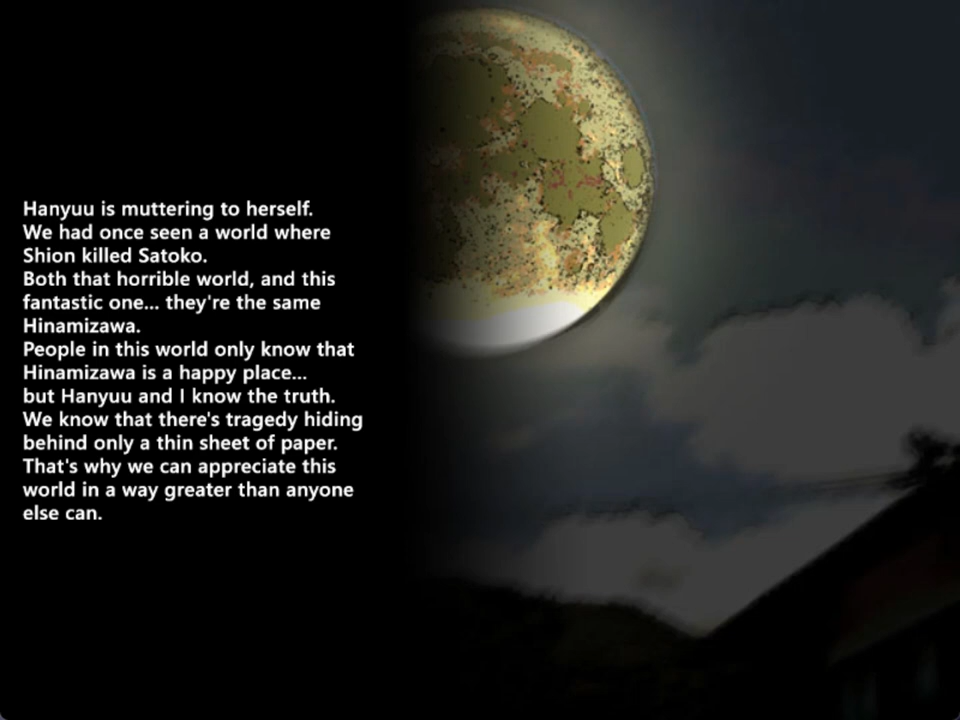 Hanyuu is muttering to herself.
We had once seen a world where
Shion killed Satoko.
Both that horrible world, and this
fantastic one... they're the same
Hinamizawa.
People in this world only know that
Hinamizawa is a happy place...
but Hanyuu and I know the truth.
We know that there's tragedy hiding
behind only a thin sheet of paper.
That's why we can appreciate this
world in a way greater than anyone
else can.